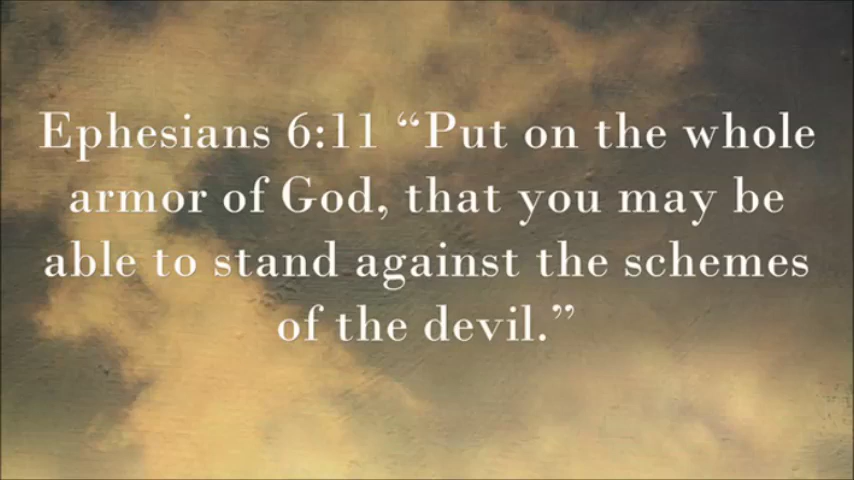 Ephesians 6:11 “Put on the whole
armor of God, that you may be
able to stand against the schemes
of the devil.”